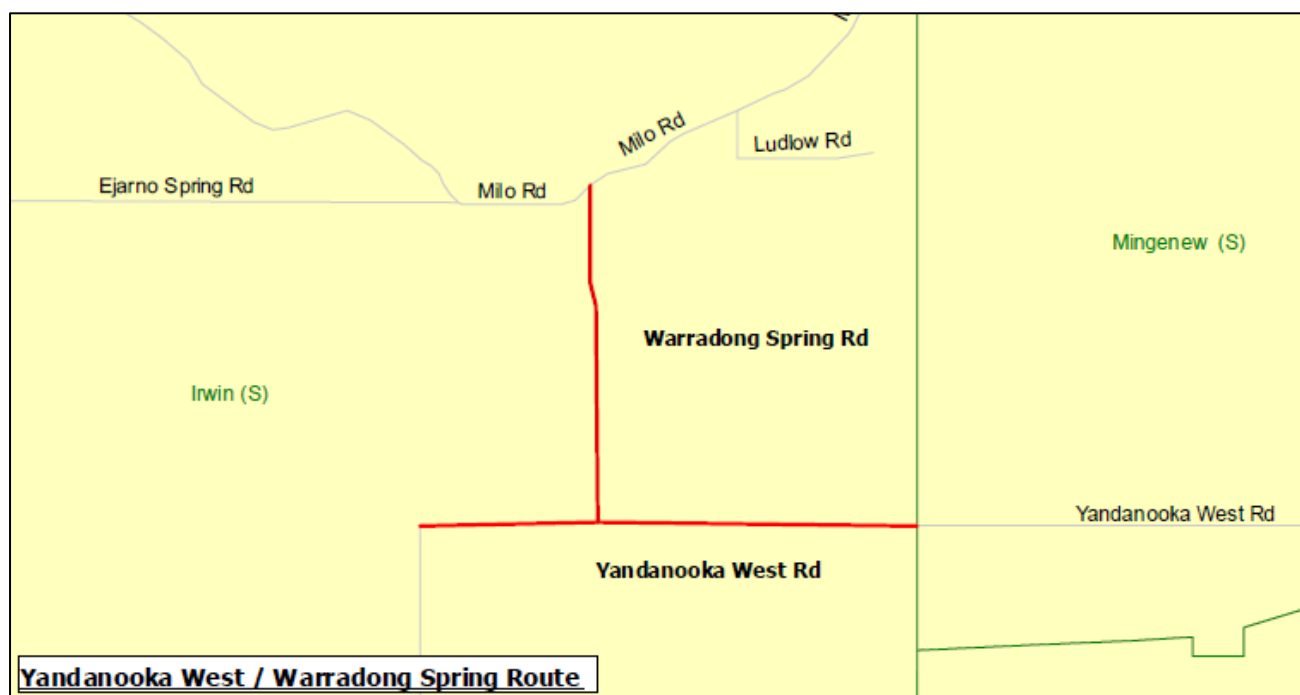 Milo Rd
Ludlow Rd
Ejarno Spring Rd
Milo Rd
Mingenew (S)
Warradong Spring Rd
Irwin (S)
Yandanooka West Rd
Yandanooka West Rd
Yandanooka West / Warradong Spring Route